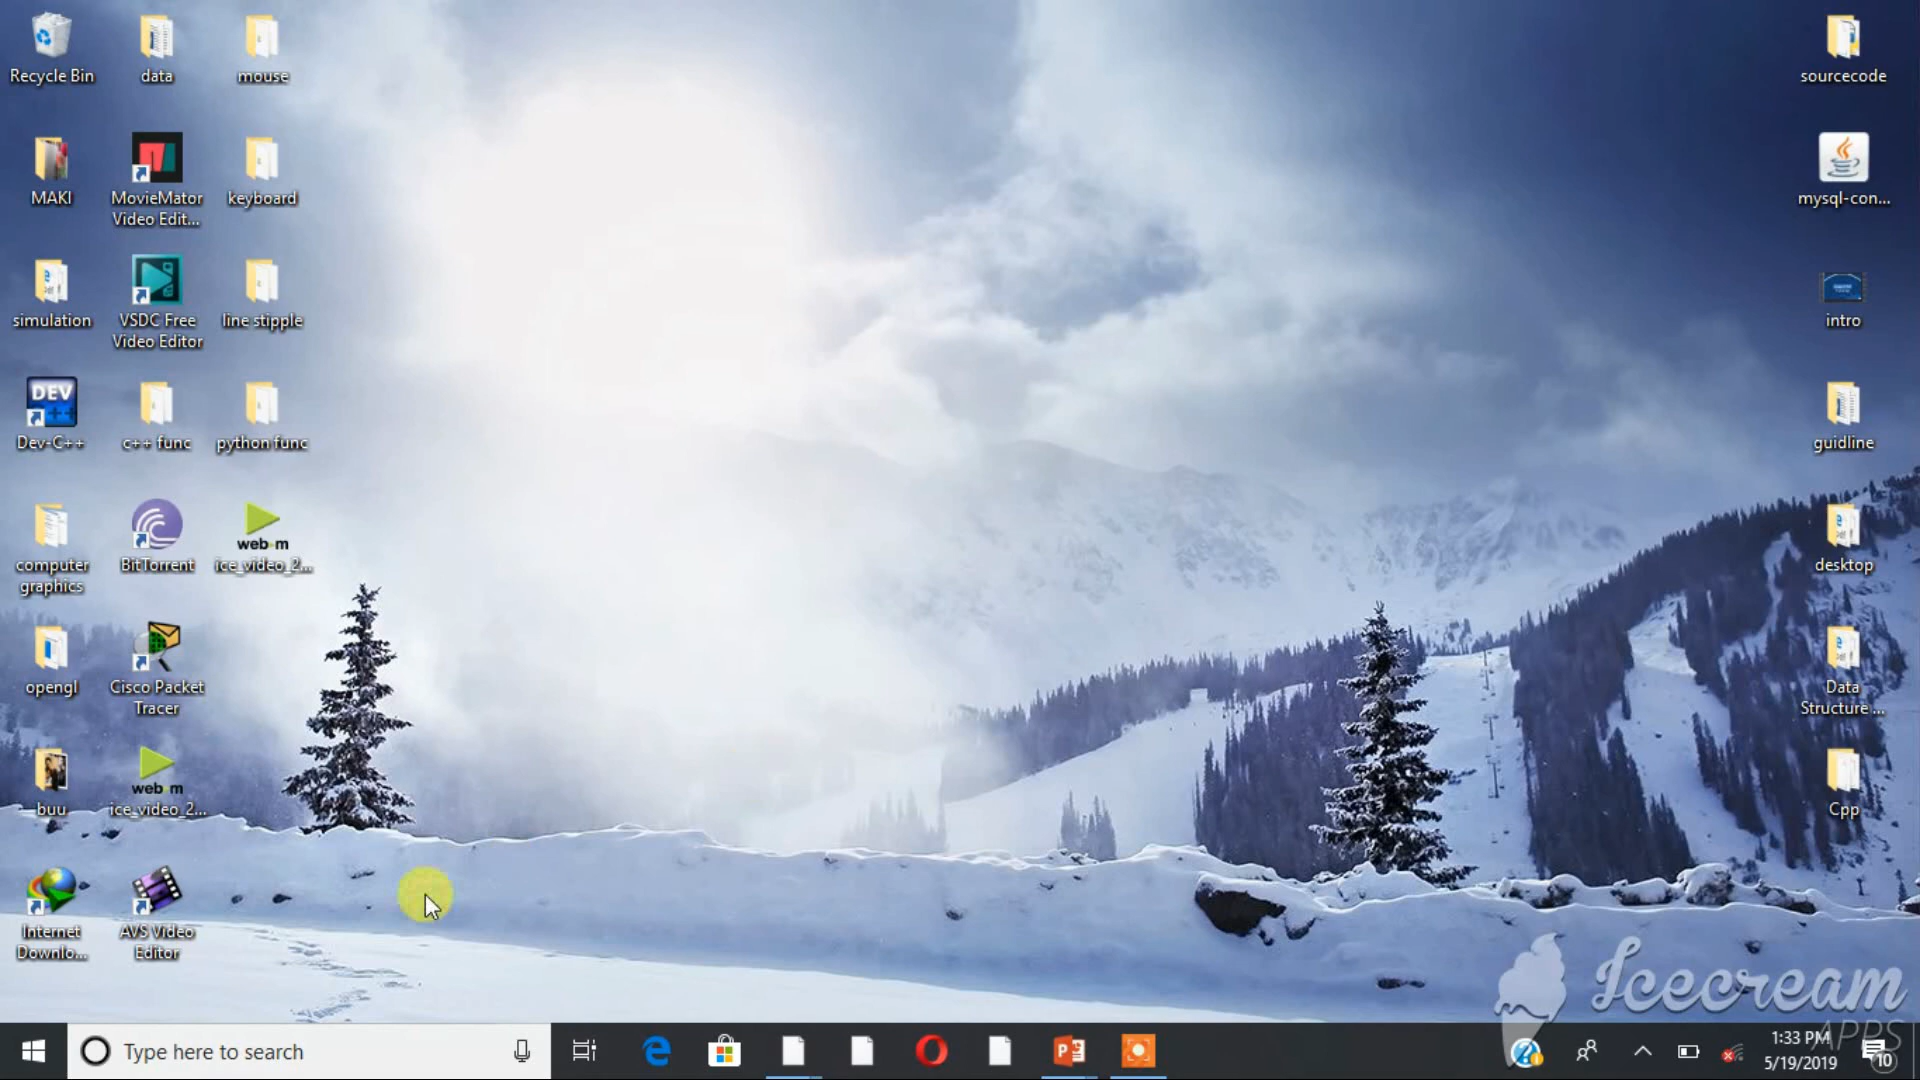 Recycle Bin
data
mouse
sourcecode
MAKI
MovieMator
Video Edit...
keyboard
mysql-con...
simulation
VSDC Free
Video Editor
line stipple
intro
DEV
Dev-C++
c++ func
python func
guidline
web m
computer
graphics
BitTorrent
ice_video_2...
desktop
opengl
Cisco Packet
Tracer
Data
Structure ...
web m
buu
ice_video_2...
Cpp
Internet
Downlo...
AVS Video
Editor
Icecream
APPS
Type here to search
1:33 PM
5/19/2019
10